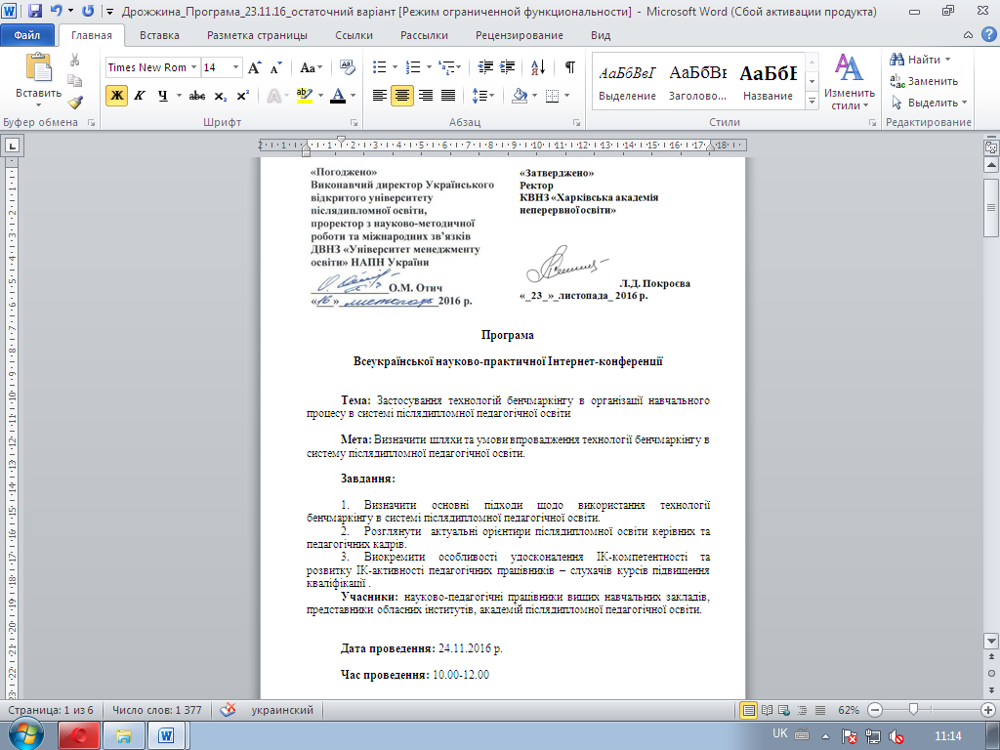 Дрожжина_Програма_23.11.16_остаточний варіант [Режим ограниченной функциональности] - Microsoft Word (Сбой активации продукта)
Файл Главная Вставка Разметка страницы Ссылки Рассылки Рецензирование Вид
Вставить
Буфер обмена
Times New Rom 14
Шрифт
Абзац
АаБбВвГ АаБбВв АаБбВ
Выделение Заголово... Название
Стили
Изменить стили
Найти
Заменить
Выделить
Редактирование
«Погоджено»
Виконавчий директор Українського
відкритого університету
післядипломної освіти,
проректор з науково-методичної
роботи та міжнародних зв’язків
ДВНЗ «Університет менеджменту
освіти» НАПН України
О.М. Отич
«16» листопада 2016 р.
«Затверджено»
Ректор
КВНЗ «Харківська академія
неперервної освіти»
Л.Д. Покроєва
«_23_»_листопада_ 2016 р.
Програма
Всеукраїнської науково-практичної Інтернет-конференції
Тема: Застосування технологій бенчмаркінгу в організації навчального
процесу в системі післядипломної педагогічної освіти
Мета: Визначити шляхи та умови впровадження технології бенчмаркінгу в
систему післядипломної педагогічної освіти.
Завдання:
1. Визначити основні підходи щодо використання технології
бенчмаркінгу в системі післядипломної педагогічної освіти.
2. Розглянути актуальні орієнтири післядипломної освіти керівних та
педагогічних кадрів.
3. Виокремити особливості удосконалення ІК-компетентності та
розвитку ІК-активності педагогічних працівників – слухачів курсів підвищення
кваліфікації .
Учасники: науково-педагогічні працівники вищих навчальних закладів,
представники обласних інститутів, академій післядипломної педагогічної освіти.
Дата проведення: 24.11.2016 р.
Час проведення: 10.00-12.00
Страница: 1 из 6 Число слов: 1 377 украинский 62%
UK 11:14